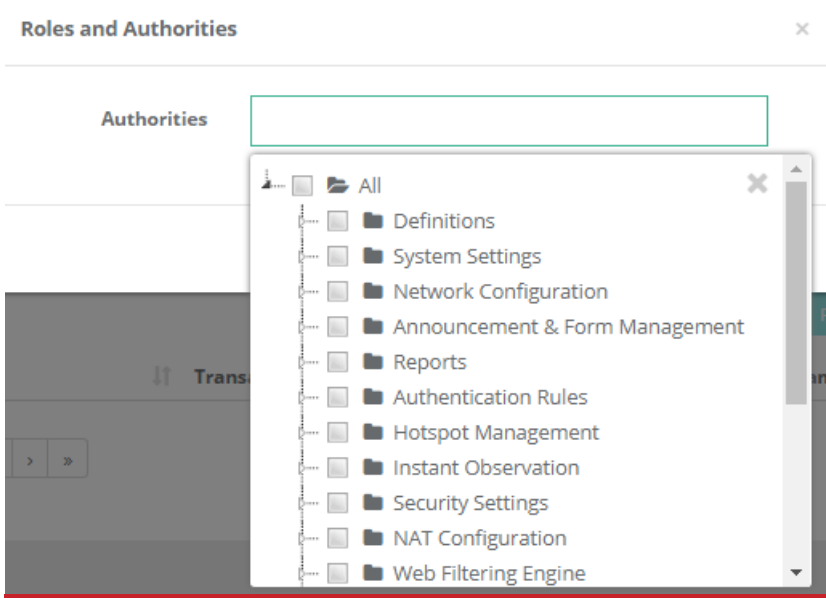 Roles and Authorities
Authorities
All
Definitions
System Settings
Network Configuration
Announcement & Form Management
Reports
Authentication Rules
Hotspot Management
Instant Observation
Security Settings
NAT Configuration
Web Filtering Engine